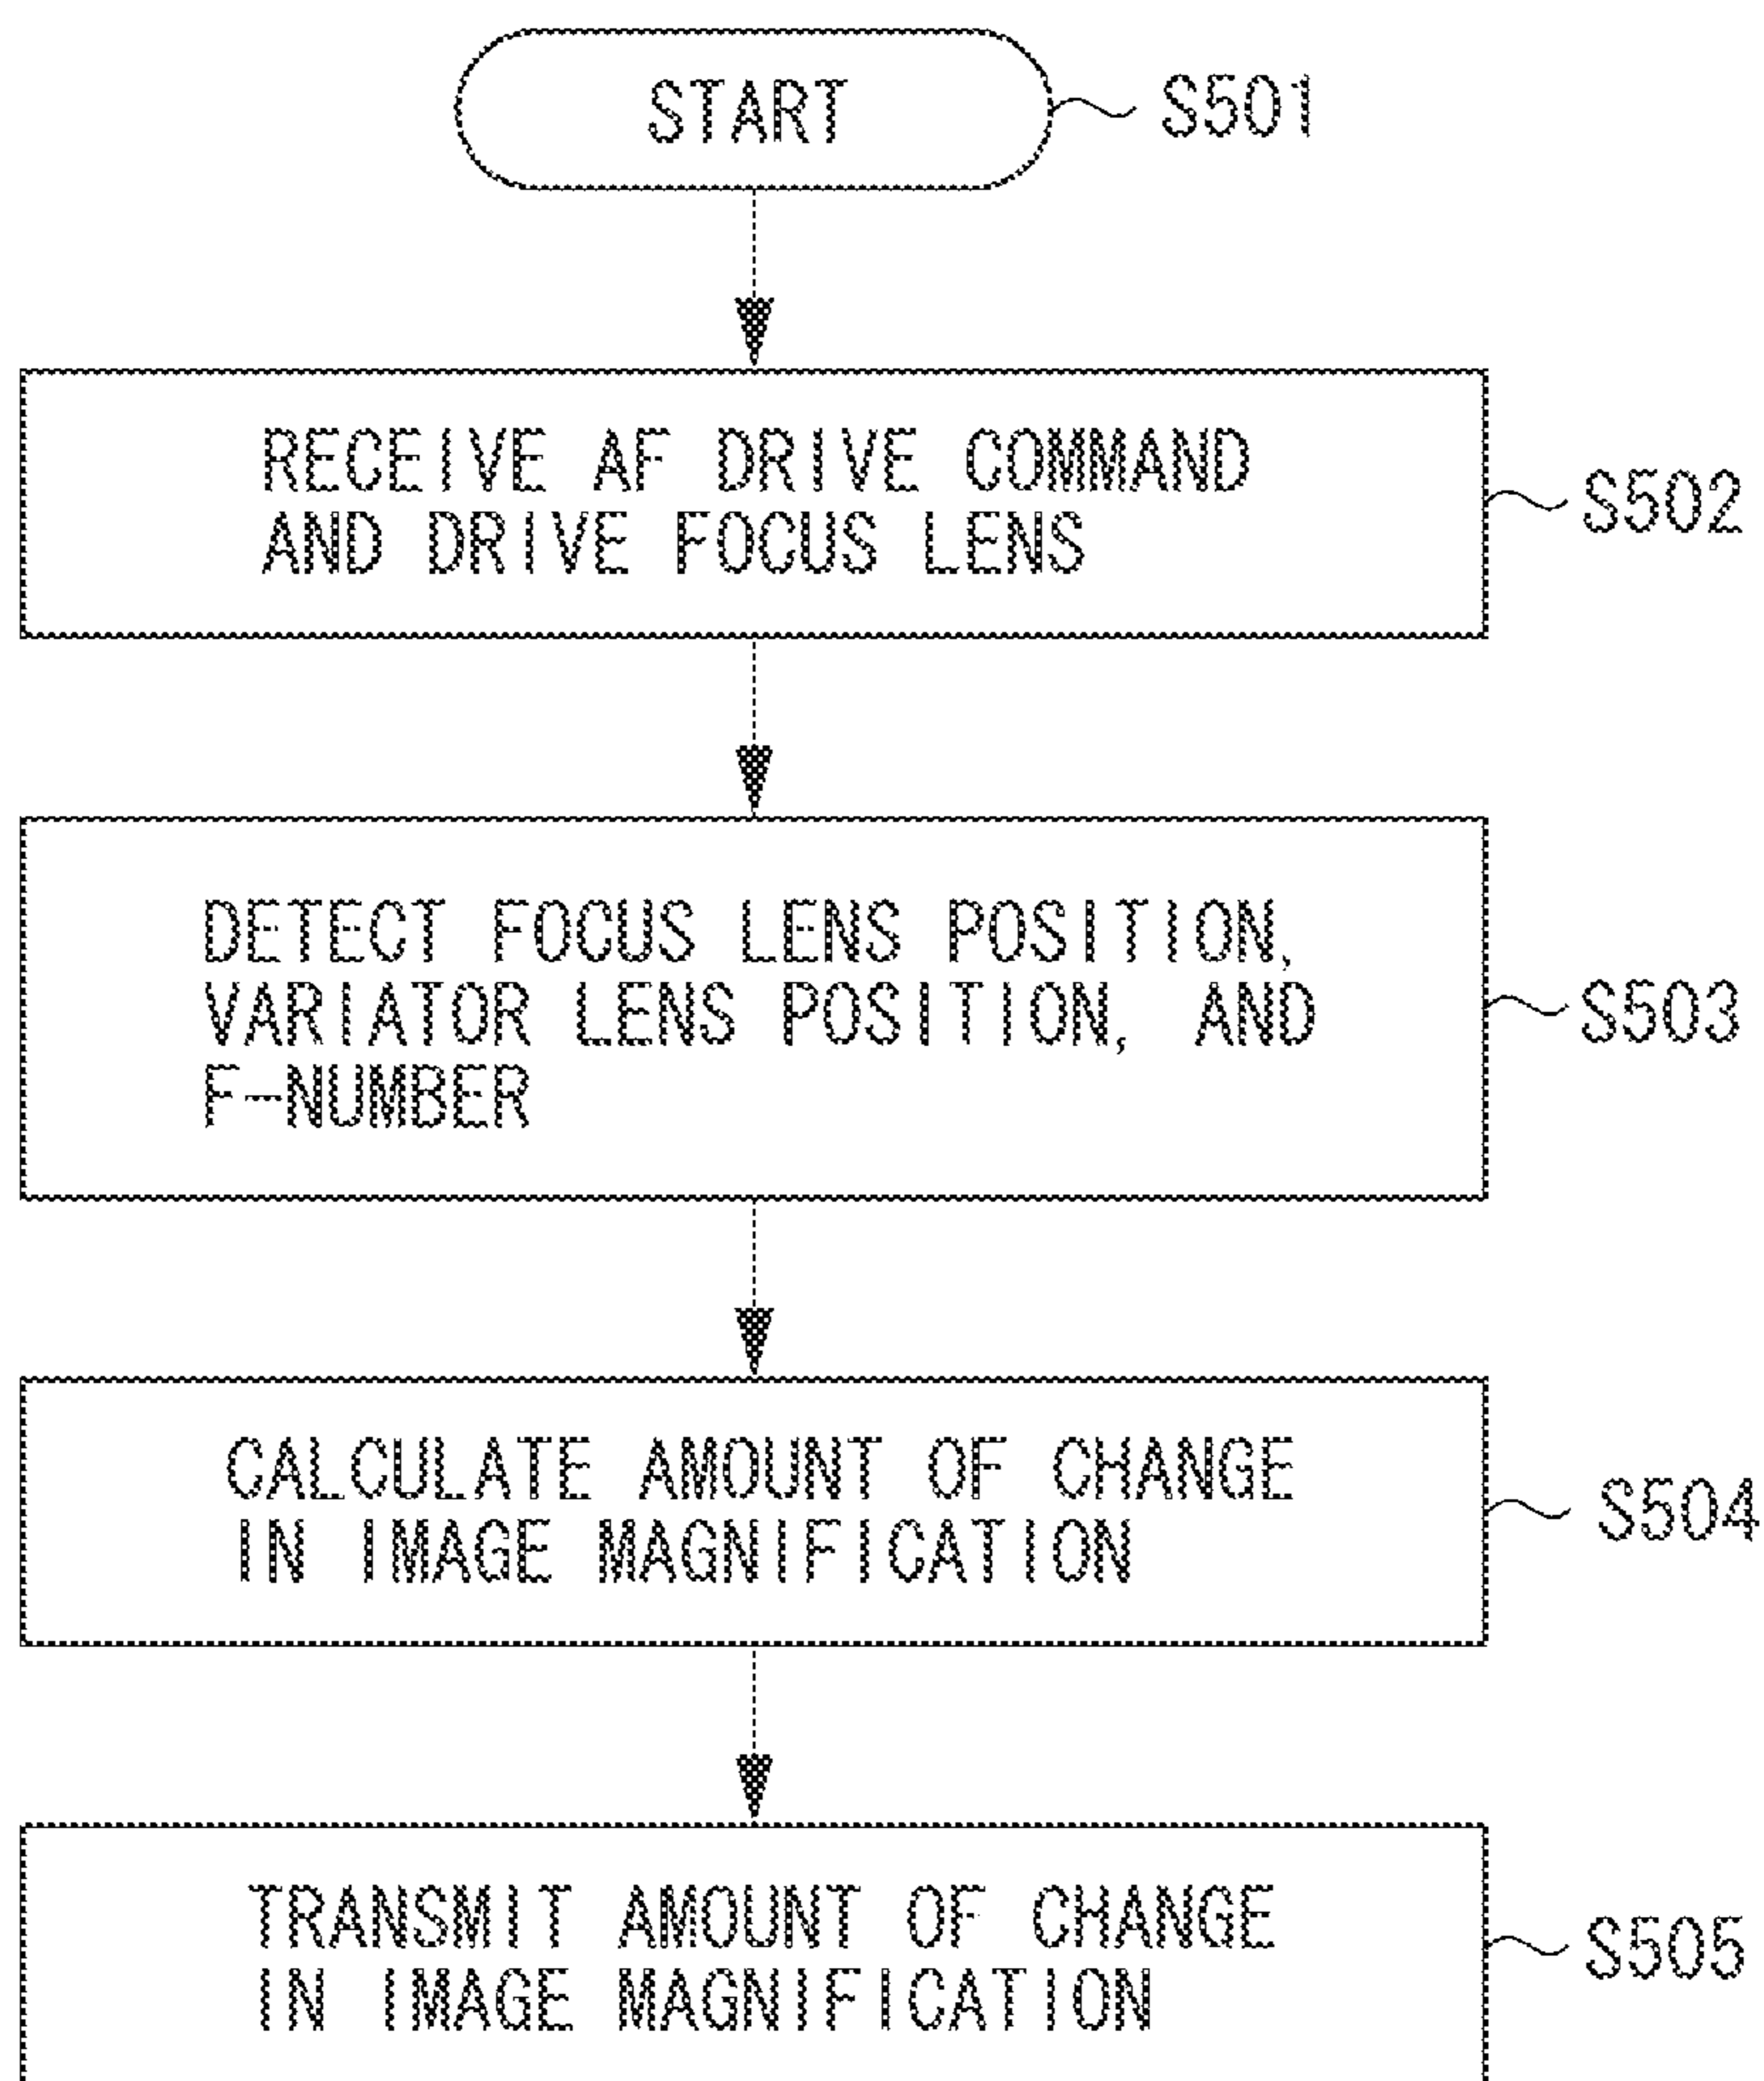 START
S501
RECEIVE AF DRIVE COMMAND
AND DRIVE FOCUS LENS
S502
DETECT FOCUS LENS POSITION,
VARIATOR LENS POSITION, AND
F-NUMBER
S503
CALCULATE AMOUNT OF CHANGE
IN IMAGE MAGNIFICATION
S504
TRANSMIT AMOUNT OF CHANGE
IN IMAGE MAGNIFICATION
S505